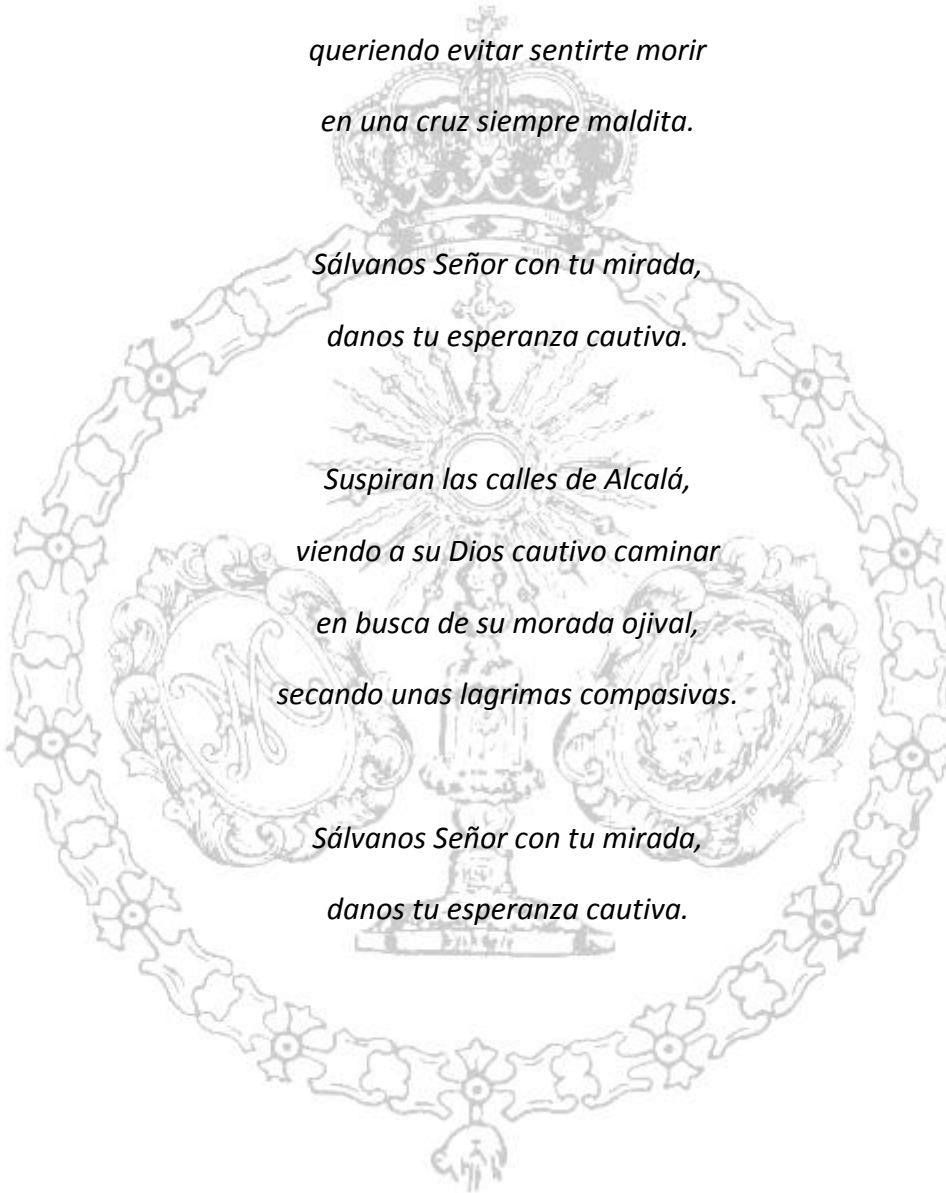 queriendo evitar sentirte morir
en una cruz siempre maldita.
Sálvanos Señor con tu mirada,
danos tu esperanza cautiva.
Suspiran las calles de Alcalá,
viendo a su Dios cautivo caminar
en busca de su morada ojival,
secando unas lagrimas compasivas.
Sálvanos Señor con tu mirada,
danos tu esperanza cautiva.